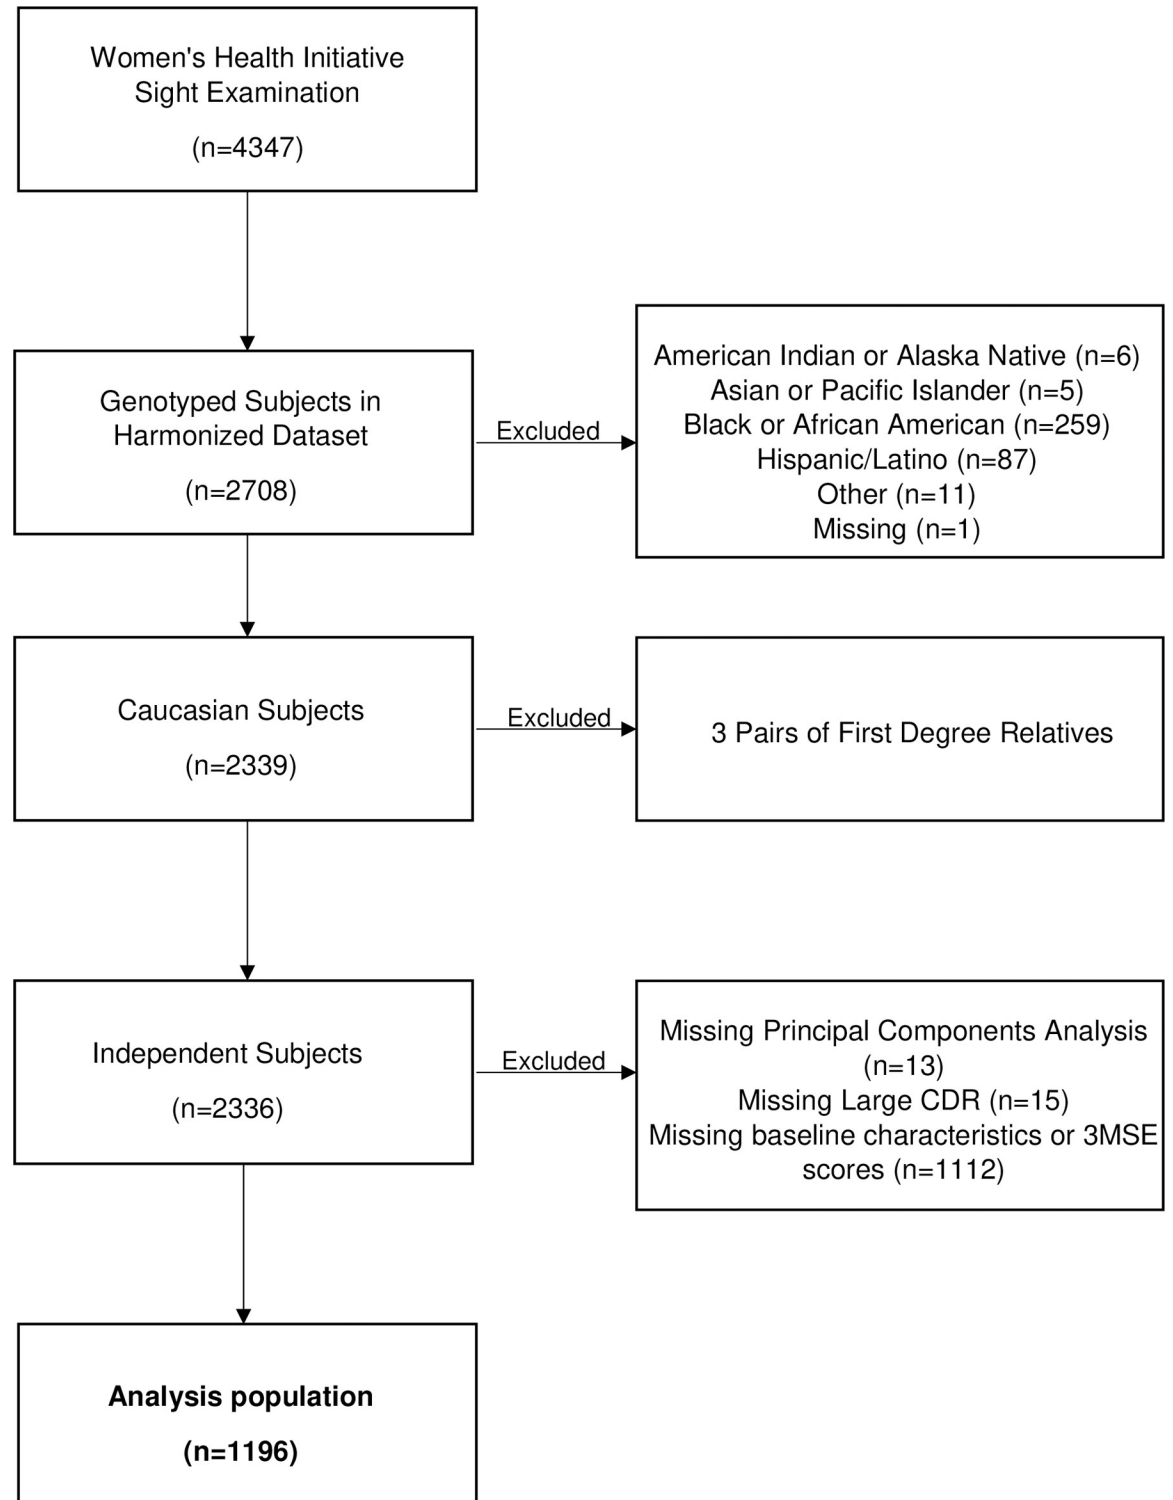 Women's Health Initiative
Sight Examination
(n=4347)
Genotyped Subjects in
Harmonized Dataset
(n=2708)
Excluded
American Indian or Alaska Native (n=6)
Asian or Pacific Islander (n=5)
Black or African American (n=259)
Hispanic/Latino (n=87)
Other (n=11)
Missing (n=1)
Caucasian Subjects
(n=2339)
Excluded
3 Pairs of First Degree Relatives
Independent Subjects
(n=2336)
Excluded
Missing Principal Components Analysis
(n=13)
Missing Large CDR (n=15)
Missing baseline characteristics or 3MSE
scores (n=1112)
Analysis population
(n=1196)